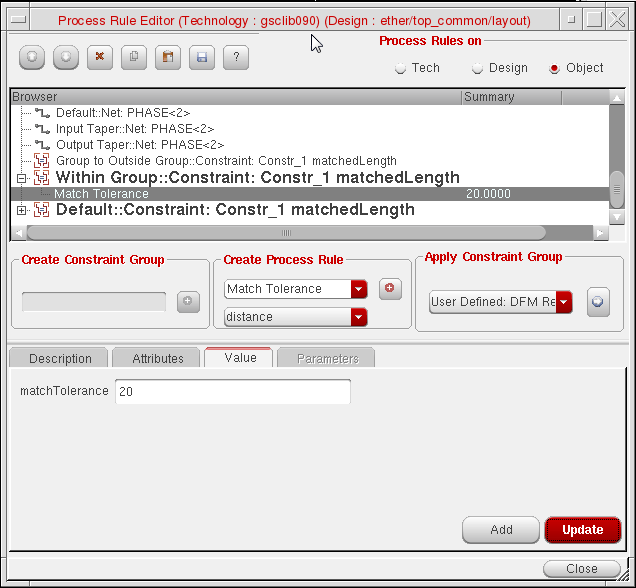 Process Rule Editor (Technology : gsclib090) (Design : ether/top_common/layout)
Process Rules on
?
Tech Design Object
Browser Summary
Default::Net: PHASE<2>
Input Taper::Net: PHASE<2>
Output Taper::Net: PHASE<2>
Group to Outside Group::Constraint: Constr_1 matchedLength
Within Group::Constraint: Constr_1 matchedLength
Match Tolerance 20.0000
Default::Constraint: Constr_1 matchedLength
Create Constraint Group Create Process Rule Apply Constraint Group
Match Tolerance
User Defined: DFM Re
distance
Description Attributes Value Parameters
matchTolerance 20
Add Update
Close